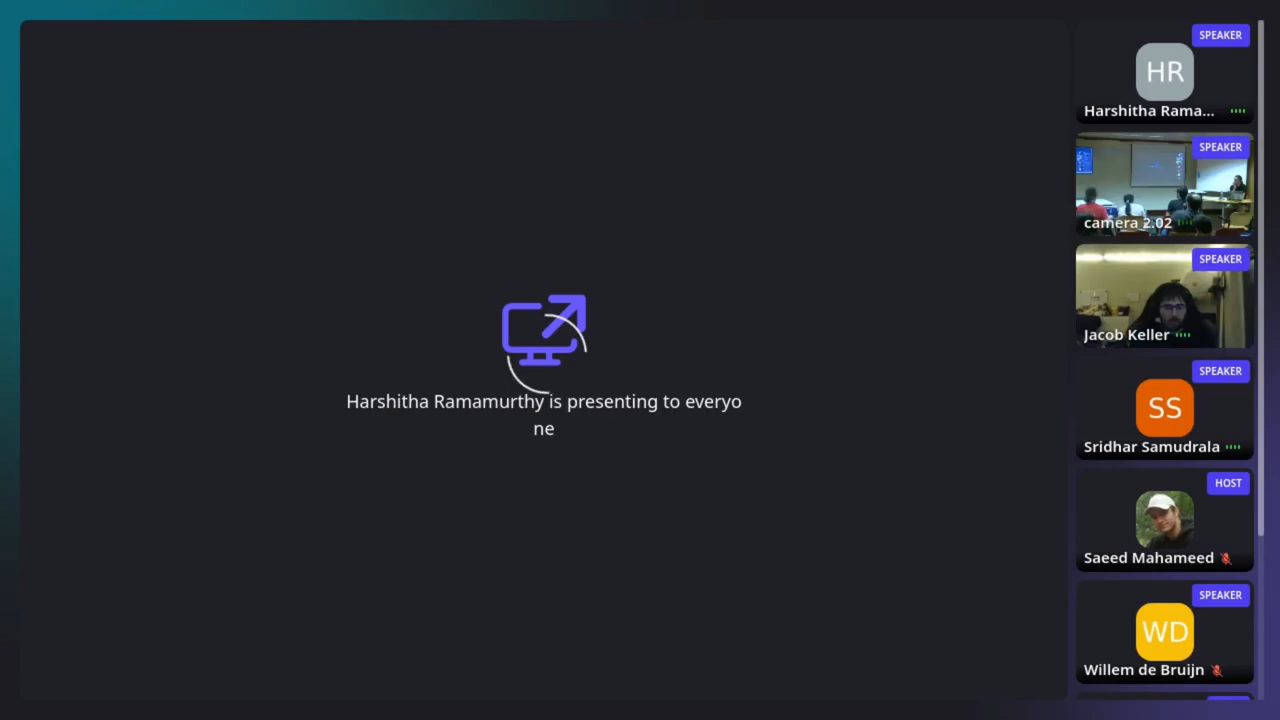 Harshitha Ramamurthy is presenting to everyo
ne
SPEAKER
HR
Harshitha Rama...
SPEAKER
camera 2.02
SPEAKER
Jacob Keller
SPEAKER
SS
Sridhar Samudrala
HOST
Saeed Mahameed
SPEAKER
WD
Willem de Bruijn